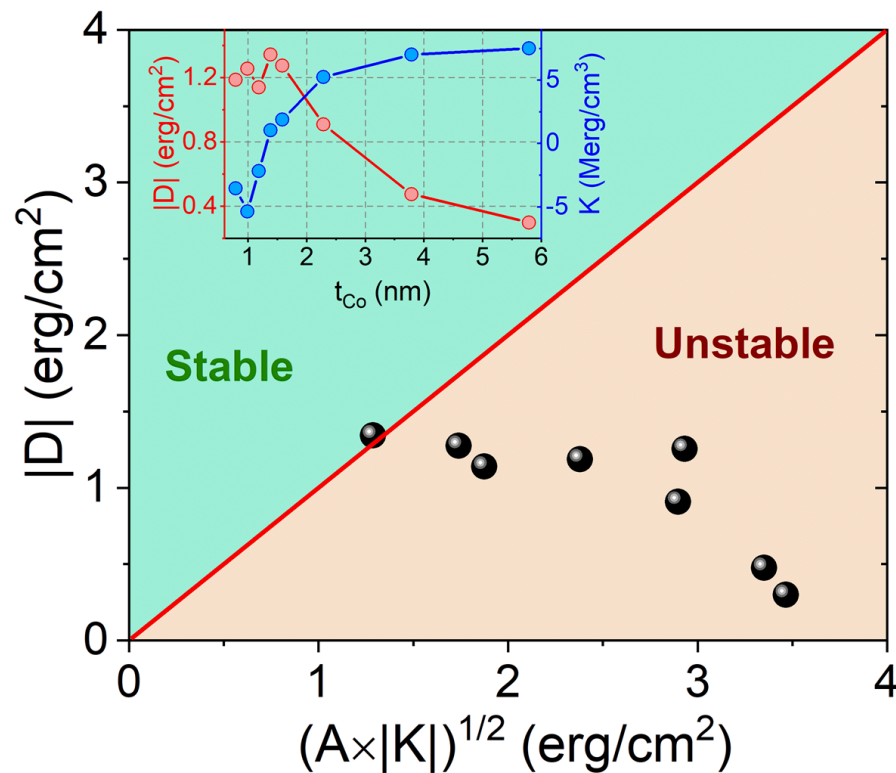 4
3
2
1
0
|D| (erg/cm²)
0 1 2 3 4
(A×|K|)^1/2 (erg/cm²)
Stable
Unstable
1.2
0.8
0.4
|D| (erg/cm²)
5
0
-5
K (Merg/cm³)
1 2 3 4 5 6
t_Co (nm)